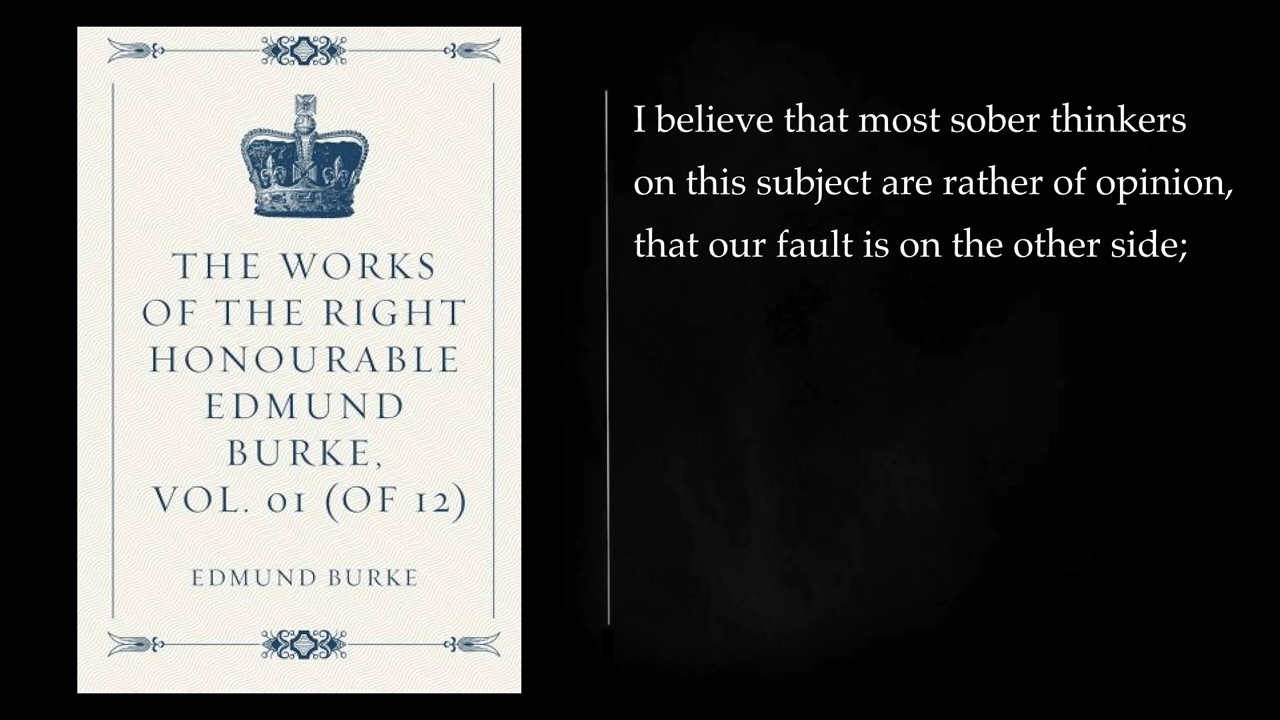 THE WORKS
OF THE RIGHT
HONOURABLE
EDMUND
BURKE,
VOL. 01 (OF 12)
EDMUND BURKE
I believe that most sober thinkers
on this subject are rather of opinion,
that our fault is on the other side;